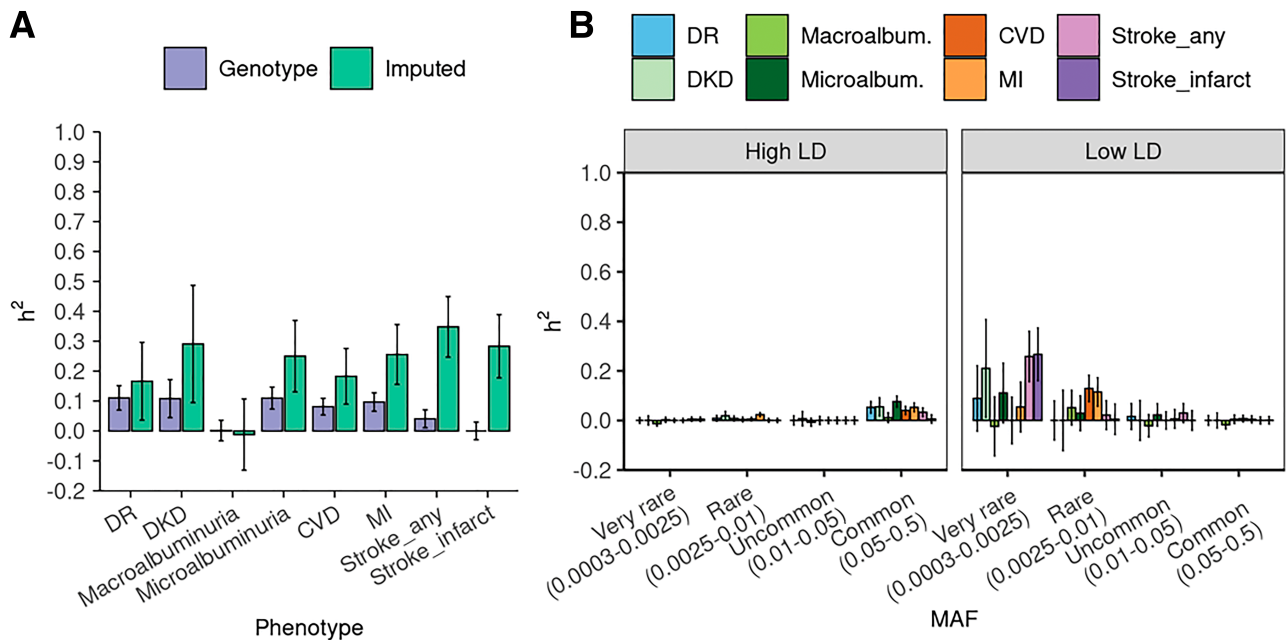 A
Genotype Imputed
h2
1.0
0.9
0.8
0.7
0.6
0.5
0.4
0.3
0.2
0.1
0.0
-0.1
-0.2
DR
DKD
Macroalbuminuria
Microalbuminuria
CVD
MI
Stroke_any
Stroke_infarct
Phenotype
B
DR Macroalbum. CVD Stroke_any
DKD Microalbum. MI Stroke_infarct
High LD Low LD
h2
1.0
0.8
0.6
0.4
0.2
0.0
-0.2
Very rare
(0.0003-0.0025)
Rare
(0.0025-0.01)
Uncommon
(0.01-0.05)
Common
(0.05-0.5)
Very rare
(0.0003-0.0025)
Rare
(0.0025-0.01)
Uncommon
(0.01-0.05)
Common
(0.05-0.5)
MAF